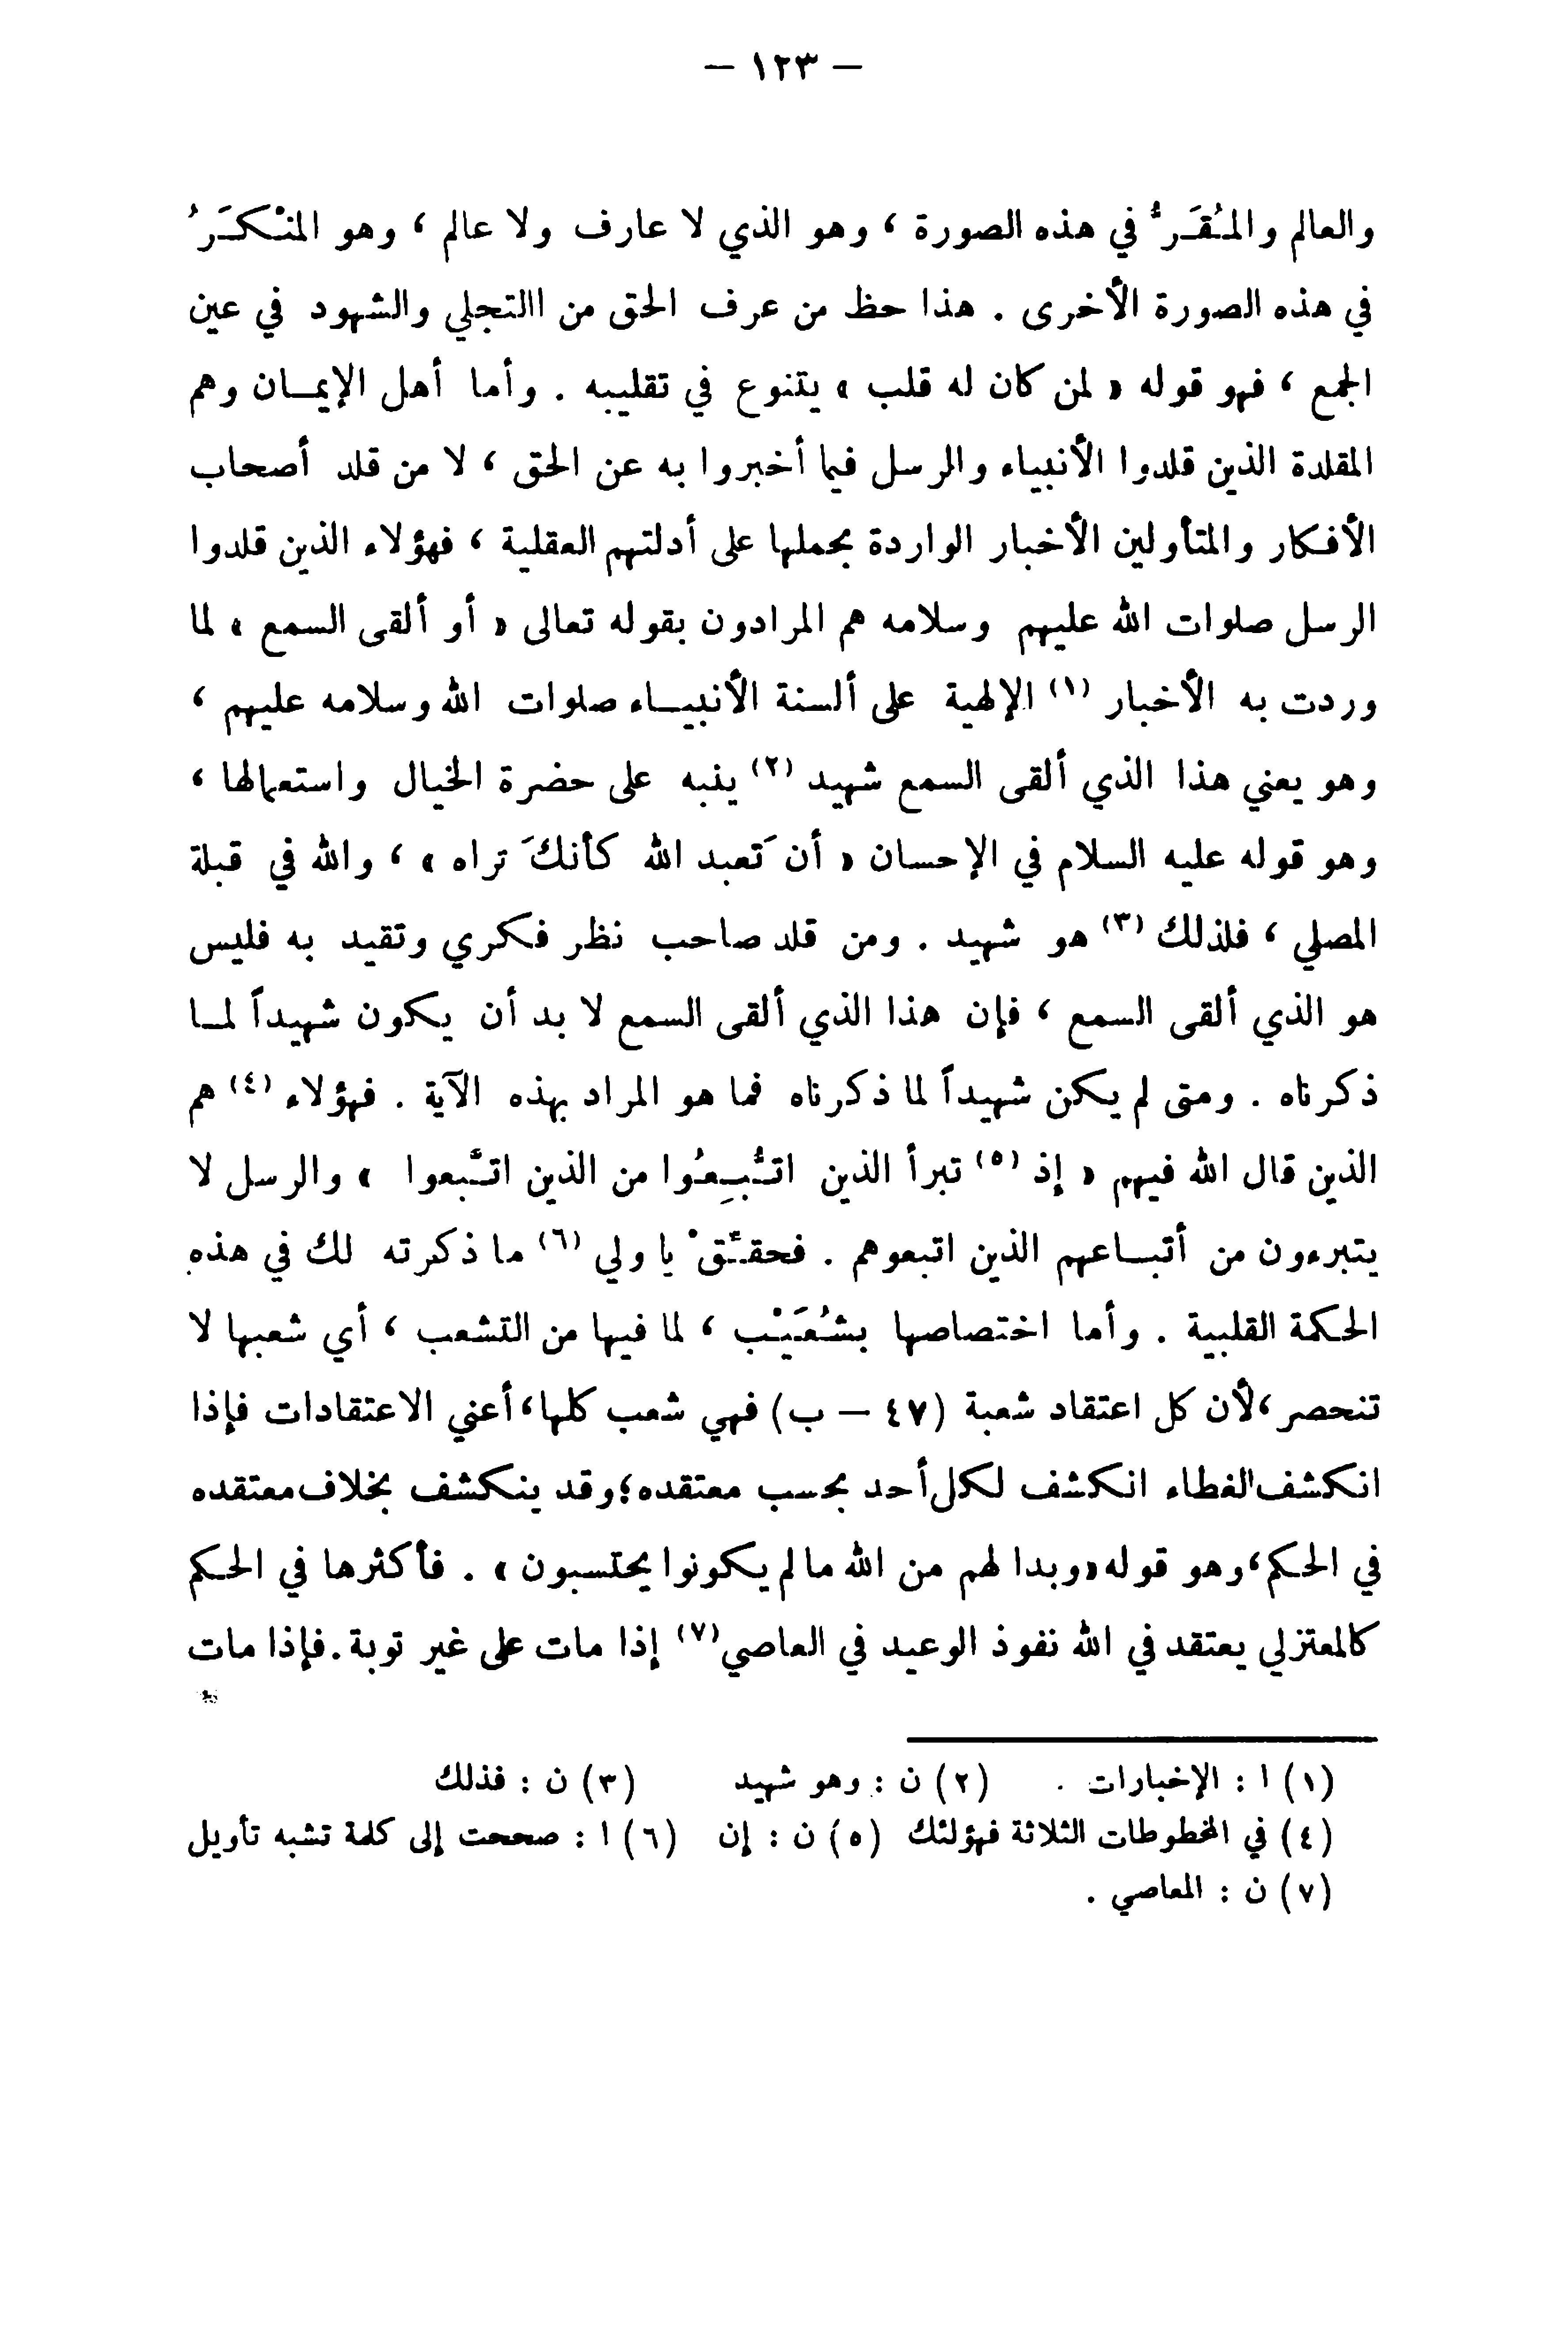 — ١٢٣ —
والعالم والمُقَرُّ في هذه الصورة ، وهو الذي لا عارف ولا عالم ، وهو المنْكَرُ
في هذه الصورة الأخرى . هذا حظ من عرف الحق من االتجلي والشهود في عين
الجمع ، فهو قوله « لمن كان له قلب » يتنوع في تقليبه . وأما أهل الإيمــان وهم
المقلدة الذين قلدوا الأنبياء والرسل فيما أخبروا به عن الحق ، لا من قلد أصحاب
الأفكار والمتأولين الأخبار الواردة بحملها على أدلتهم العقلية ، فهؤلاء الذين قلدوا
الرسل صلوات الله عليهم وسلامه هم المرادون بقوله تعالى « أو ألقى السمع » لما
وردت به الأخبار (١) الإلهية على ألسنة الأنبيــاء صلوات الله وسلامه عليهم ،
وهو يعني هذا الذي ألقى السمع شهيد (٢) ينبه على حضرة الخيال واستعمالها ،
وهو قوله عليه السلام في الإحسان « أن تَعبد الله كأنكَ تراه » ، والله في قبلة
المصلي ، فلذلك (٣) هو شهيد . ومن قلد صاحب نظر فكري وتقيد به فليس
هو الذي ألقى السمع ، فإن هذا الذي ألقى السمع لا بد أن يكون شهيداً لمــا
ذكرناه . ومتى لم يكن شهيداً لما ذكرناه فما هو المراد بهذه الآية . فهؤلاء (٤) هم
الذين قال الله فيهم « إذ (٥) تبرأ الذين اتُّبِعُوا من الذين اتَّبعوا » والرسل لا
يتبرءون من أتبــاعهم الذين اتبعوهم . فحقِّقْ يا ولي (٦) ما ذكرته لك في هذه
الحكمة القلبية . وأما اختصاصها بشُعَيْب ، لما فيها من التشعب ، أي شعبها لا
تنحصر ، لأن كل اعتقاد شعبة (٤٧ — ب) فهي شعب كلها ، أعني الاعتقادات فإذا
انكشف الغطاء انكشف لكل أحد بحسب معتقده ؛ وقد ينكشف بخلاف معتقده
في الحكم ، وهو قوله « وبدا لهم من الله ما لم يكونوا يحتسبون » . فأكثرها في الحكم
كالمعتزلي يعتقد في الله نفوذ الوعيد في العاصي (٧) إذا مات على غير توبة . فإذا مات
(١) ا : الإخبارات . (٢) ن : وهو شهيد (٣) ن : فذلك
(٤) في المخطوطات الثلاثة فهؤلئك (٥) ن : إن (٦) ا : صححت إلى كلمة تشبه تأويل
(٧) ن : المعاصي .